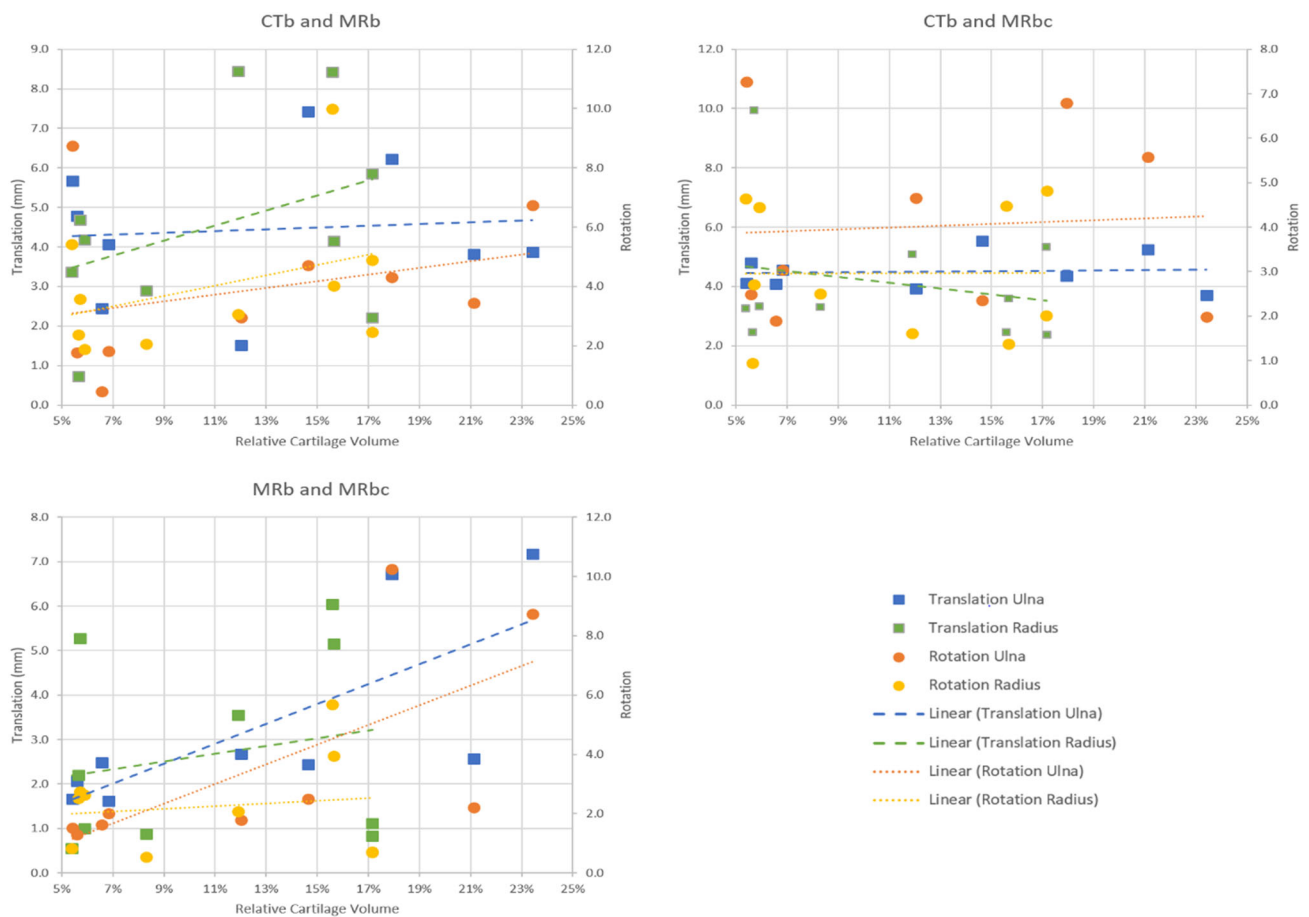 CTb and MRb
9.0
8.0
7.0
6.0
5.0
4.0
3.0
2.0
1.0
0.0
Translation (mm)
12.0
10.0
8.0
6.0
4.0
2.0
0.0
Rotation
5% 7% 9% 11% 13% 15% 17% 19% 21% 23% 25%
Relative Cartilage Volume
CTb and MRbc
12.0
10.0
8.0
6.0
4.0
2.0
0.0
Translation (mm)
8.0
7.0
6.0
5.0
4.0
3.0
2.0
1.0
0.0
Rotation
5% 7% 9% 11% 13% 15% 17% 19% 21% 23% 25%
Relative Cartilage Volume
MRb and MRbc
8.0
7.0
6.0
5.0
4.0
3.0
2.0
1.0
0.0
Translation (mm)
12.0
10.0
8.0
6.0
4.0
2.0
0.0
Rotation
5% 7% 9% 11% 13% 15% 17% 19% 21% 23% 25%
Relative Cartilage Volume
Translation Ulna
Translation Radius
Rotation Ulna
Rotation Radius
Linear (Translation Ulna)
Linear (Translation Radius)
Linear (Rotation Ulna)
Linear (Rotation Radius)